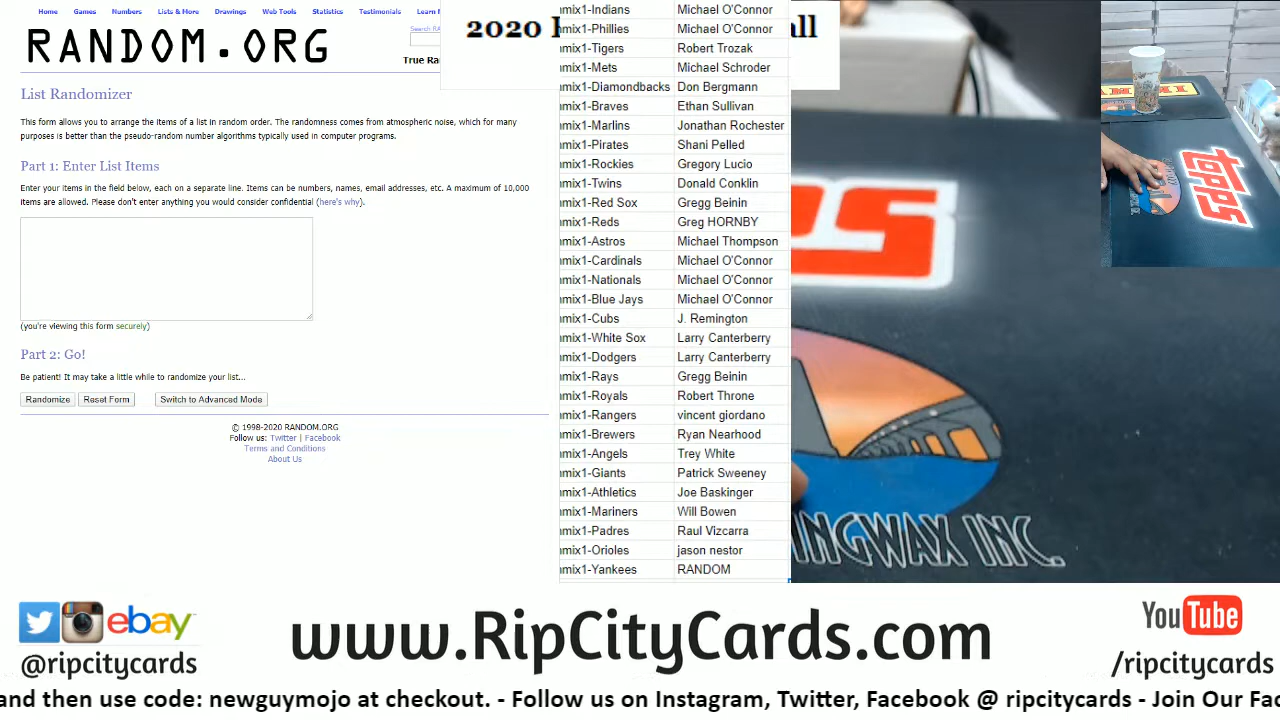 Home Games Numbers Lists & More Drawings Web Tools Statistics Testimonials Learn
RANDOM.ORG
True
List Randomizer
This form allows you to arrange the items of a list in random order. The randomness comes from atmospheric noise, which for many
purposes is better than the pseudo-random number algorithms typically used in computer programs.
Part 1: Enter List Items
Enter your items in the field below, each on a separate line. Items can be numbers, names, email addresses, etc. A maximum of 10,000
items are allowed. Please don't enter anything you would consider confidential (here's why).
(you're viewing this form securely)
Part 2: Go!
Be patient! It may take a little while to randomize your list...
Randomize Reset Form Switch to Advanced Mode
© 1998-2020 RANDOM.ORG
Follow us: Twitter | Facebook
Terms and Conditions
About Us
2020
mix1-Indians Michael O'Connor
mix1-Phillies Michael O'Connor
mix1-Tigers Robert Trozak
mix1-Mets Michael Schroder
mix1-Diamondbacks Don Bergmann
mix1-Braves Ethan Sullivan
mix1-Marlins Jonathan Rochester
mix1-Pirates Shani Pelled
mix1-Rockies Gregory Lucio
mix1-Twins Donald Conklin
mix1-Red Sox Gregg Beinin
mix1-Reds Greg HORNBY
mix1-Astros Michael Thompson
mix1-Cardinals Michael O'Connor
mix1-Nationals Michael O'Connor
mix1-Blue Jays Michael O'Connor
mix1-Cubs J. Remington
mix1-White Sox Larry Canterberry
mix1-Dodgers Larry Canterberry
mix1-Rays Gregg Beinin
mix1-Royals Robert Throne
mix1-Rangers vincent giordano
mix1-Brewers Ryan Nearhood
mix1-Angels Trey White
mix1-Giants Patrick Sweeney
mix1-Athletics Joe Baskinger
mix1-Mariners Will Bowen
mix1-Padres Raul Vizcarra
mix1-Orioles jason nestor
mix1-Yankees RANDOM
topps
INGWAX INC.
ebay
@ripcitycards
www.RipCityCards.com
YouTube
/ripcitycards
and then use code: newguymojo at checkout. - Follow us on Instagram, Twitter, Facebook @ ripcitycards - Join Our